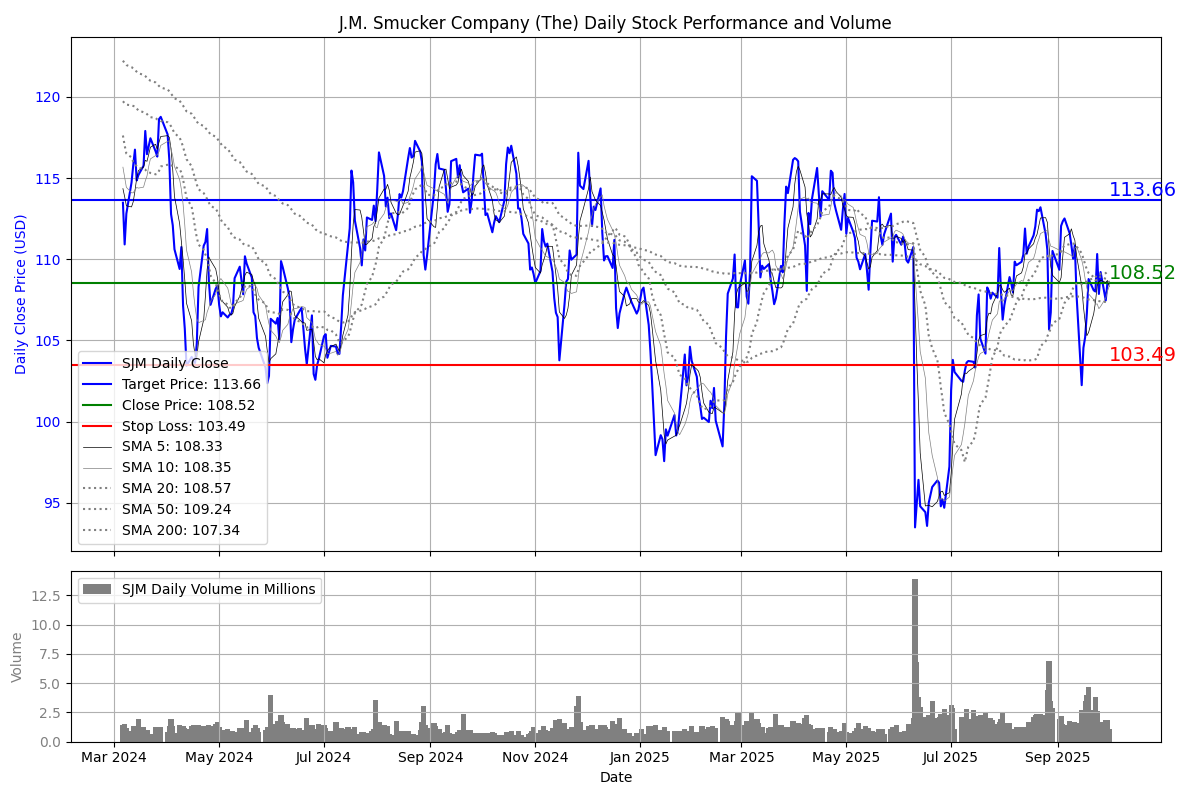 J.M. Smucker Company (The) Daily Stock Performance and Volume
Daily Close Price (USD)
120
115
110
105
100
95
113.66
108.52
103.49
SJM Daily Close
Target Price: 113.66
Close Price: 108.52
Stop Loss: 103.49
SMA 5: 108.33
SMA 10: 108.35
SMA 20: 108.57
SMA 50: 109.24
SMA 200: 107.34
Volume
12.5
10.0
7.5
5.0
2.5
0.0
SJM Daily Volume in Millions
Mar 2024 May 2024 Jul 2024 Sep 2024 Nov 2024 Jan 2025 Mar 2025 May 2025 Jul 2025 Sep 2025
Date